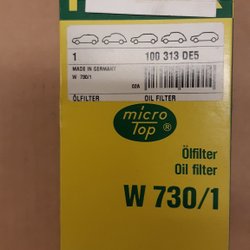 1 100 313 DE5
MADE IN GERMANY
W 730/1
ÖLFILTER OIL FILTER
micro
Top ®
Ölfilter
Oil filter
W 730/1